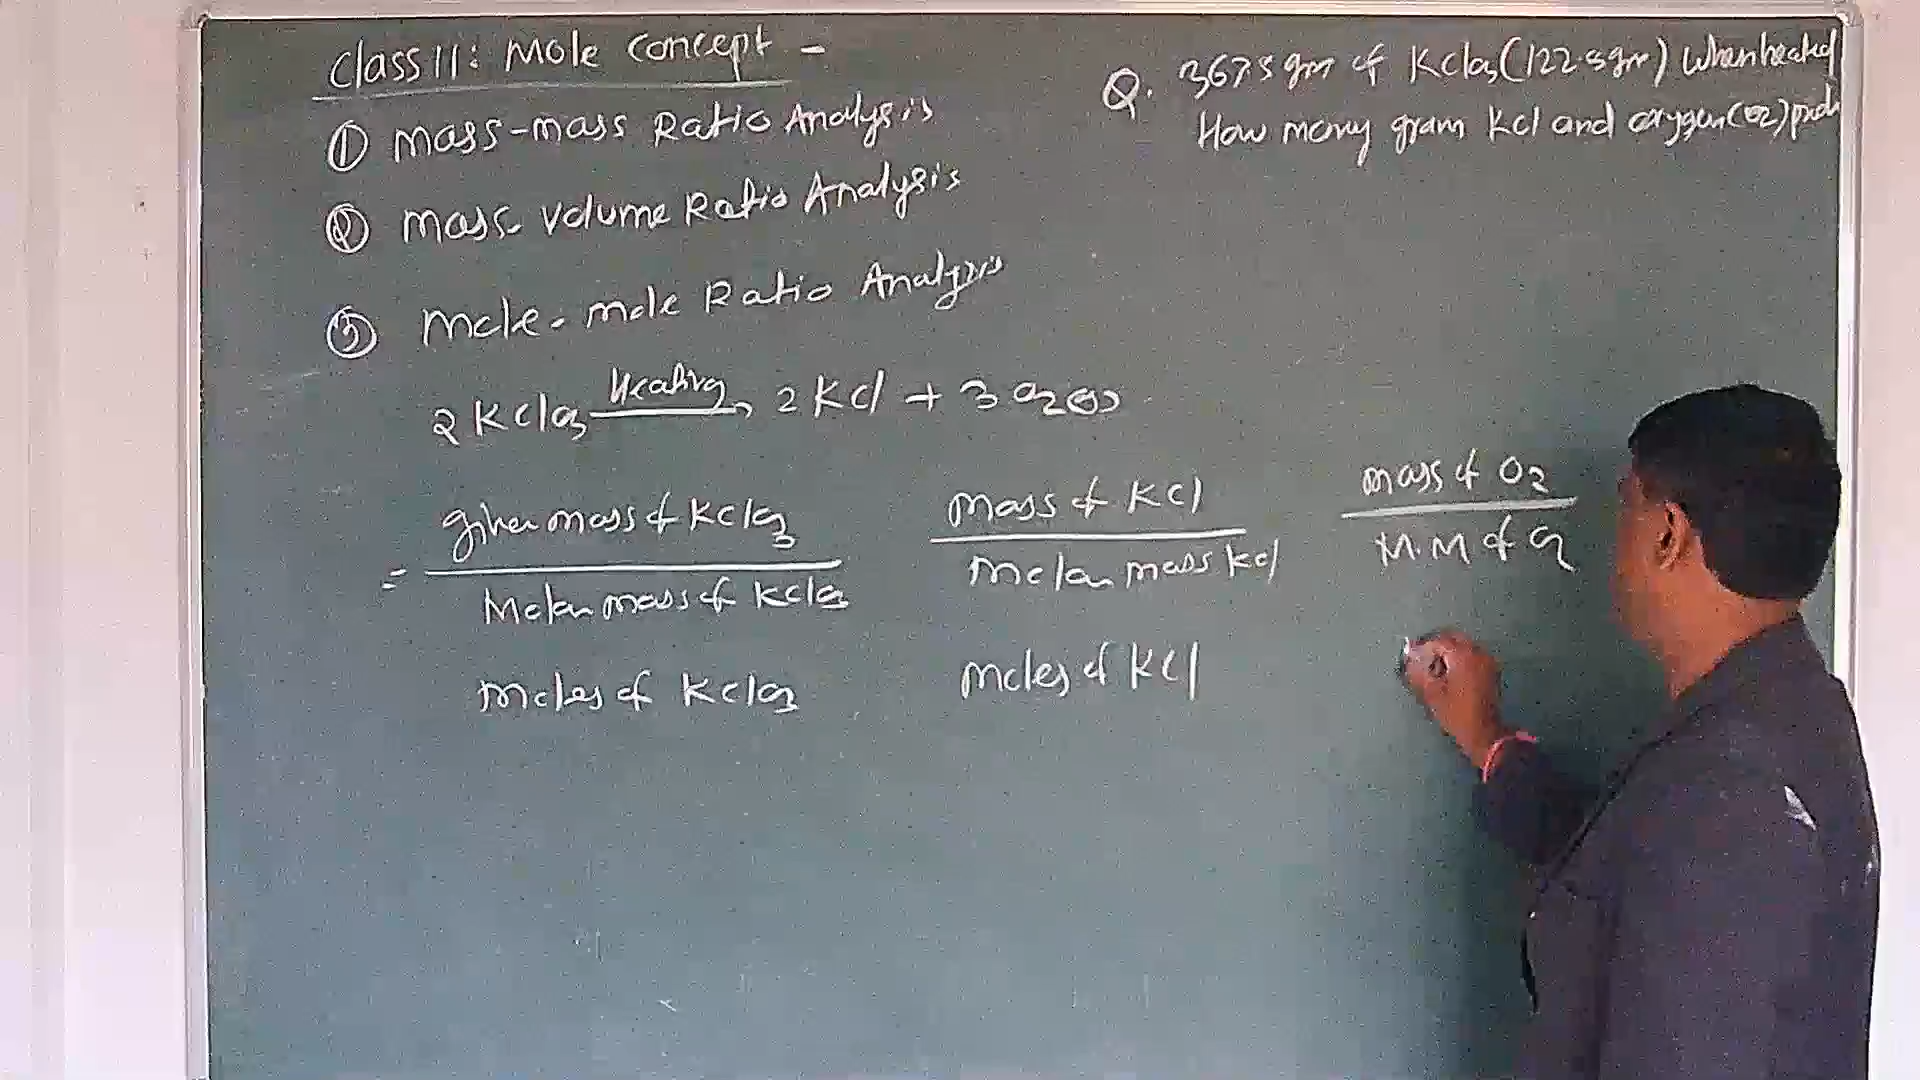 Class 11: Mole Concept -
① Mass-mass Ratio Analysis
② Mass-Volume Ratio Analysis
③ Mole-mole Ratio Analysis
Q. 367.5 gm of KClO3 (122.5 gm) when heated
How many gram KCl and oxygen (O2) prod
2 KClO3 Heating → 2 KCl + 3 O2(g)
= given mass of KClO3 / Molar mass of KClO3
mass of KCl / Molar mass KCl
mass of O2 / M.M of O2
moles of KClO3
moles of KCl